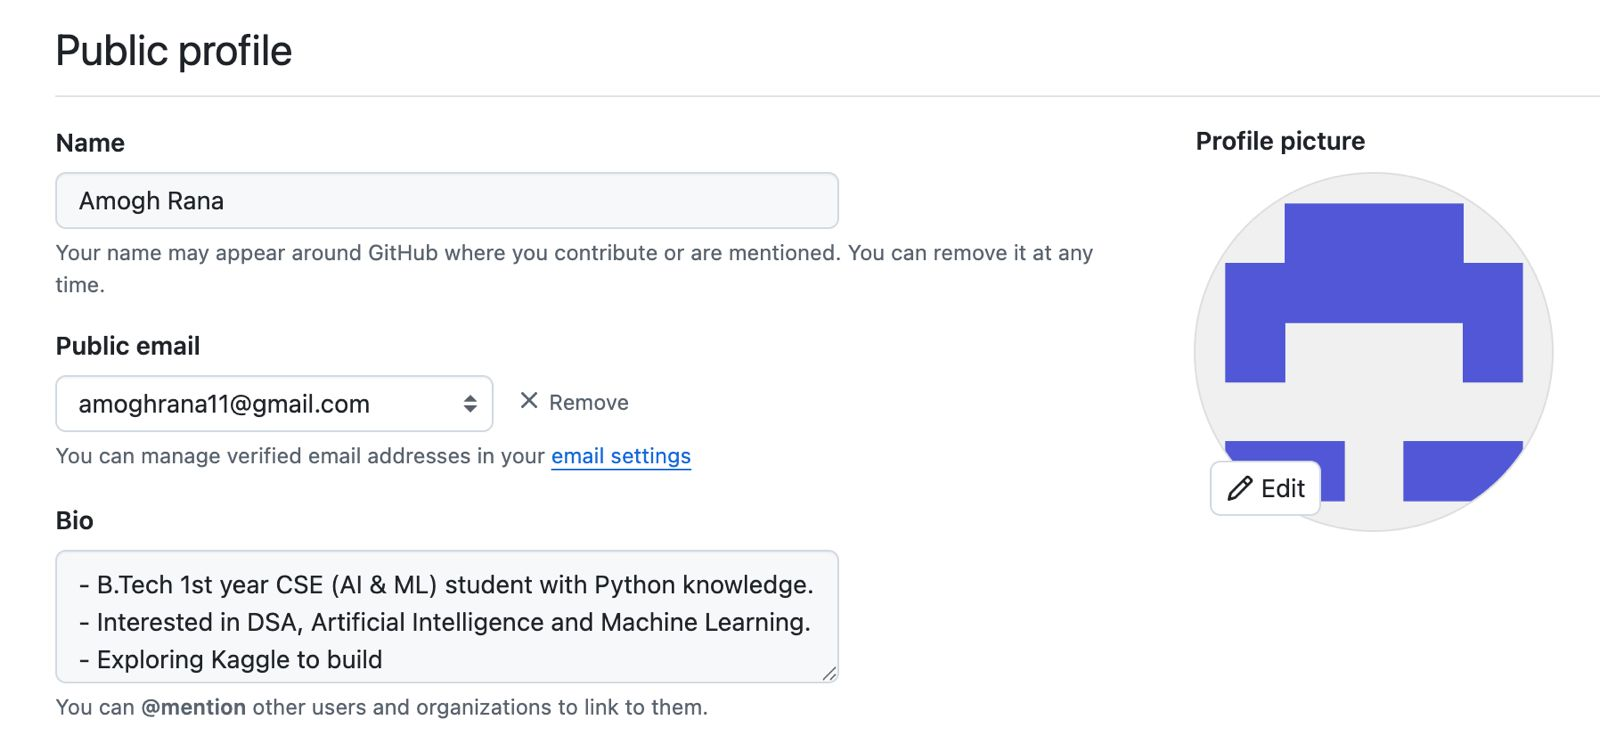 Public profile
Name
Amogh Rana
Your name may appear around GitHub where you contribute or are mentioned. You can remove it at any
time.
Public email
amoghrana11@gmail.com
Remove
You can manage verified email addresses in your email settings
Bio
- B.Tech 1st year CSE (AI & ML) student with Python knowledge.
- Interested in DSA, Artificial Intelligence and Machine Learning.
- Exploring Kaggle to build
You can @mention other users and organizations to link to them.
Profile picture
Edit